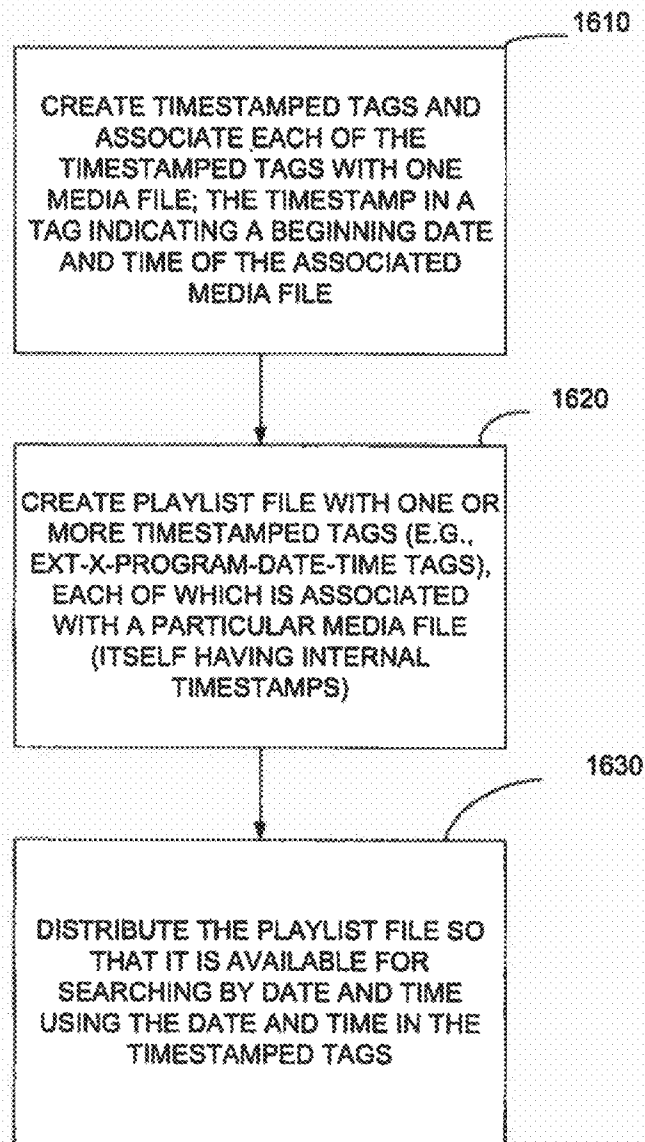 1610
CREATE TIMESTAMPED TAGS AND
ASSOCIATE EACH OF THE
TIMESTAMPED TAGS WITH ONE
MEDIA FILE; THE TIMESTAMP IN A
TAG INDICATING A BEGINNING DATE
AND TIME OF THE ASSOCIATED
MEDIA FILE
1620
CREATE PLAYLIST FILE WITH ONE OR
MORE TIMESTAMPED TAGS (E.G.,
EXT-X-PROGRAM-DATE-TIME TAGS),
EACH OF WHICH IS ASSOCIATED
WITH A PARTICULAR MEDIA FILE
(ITSELF HAVING INTERNAL
TIMESTAMPS)
1630
DISTRIBUTE THE PLAYLIST FILE SO
THAT IT IS AVAILABLE FOR
SEARCHING BY DATE AND TIME
USING THE DATE AND TIME IN THE
TIMESTAMPED TAGS